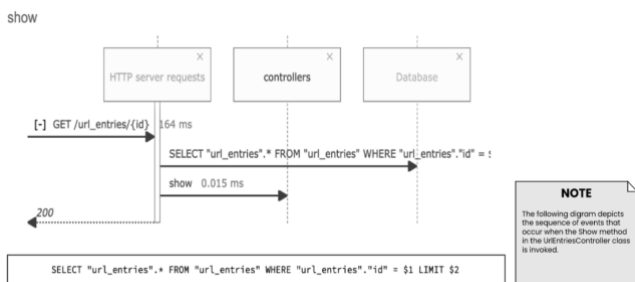 show
HTTP server requests
controllers
Database
[-] GET /url_entries/{id} 164 ms
SELECT "url_entries".* FROM "url_entries" WHERE "url_entries"."id" =
show 0.015 ms
200
NOTE
The following digram depicts
the sequence of events that
occur when the Show method
in the UrlEntriesController class
is invoked.
SELECT "url_entries".* FROM "url_entries" WHERE "url_entries"."id" = $1 LIMIT $2